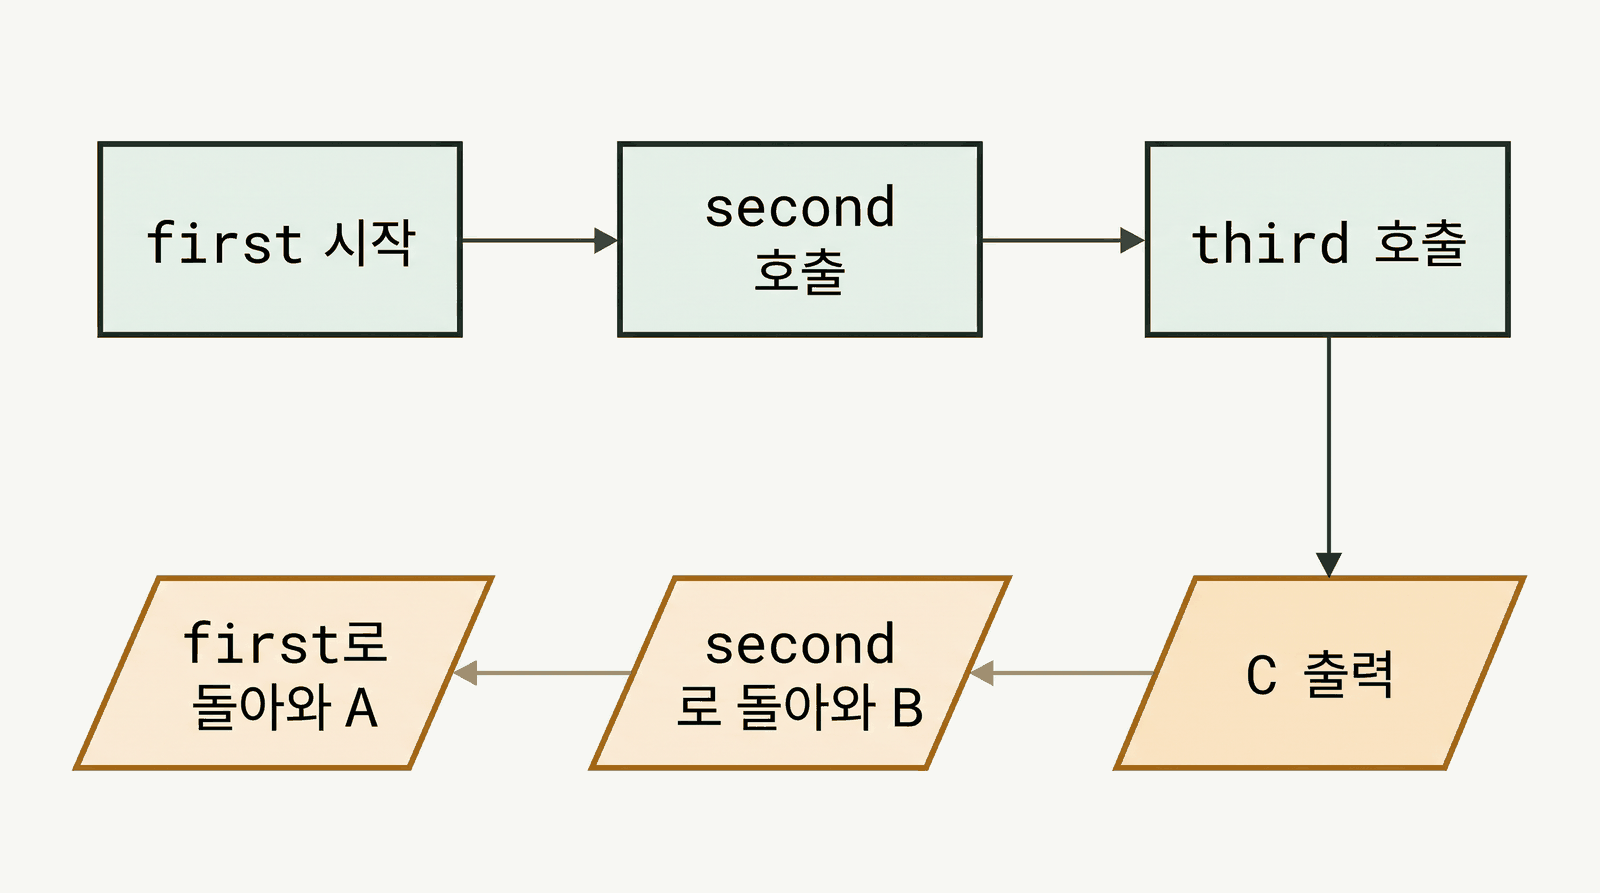 first 시작
second
호출
third 호출
first로
돌아와 A
second
로 돌아와 B
C 출력